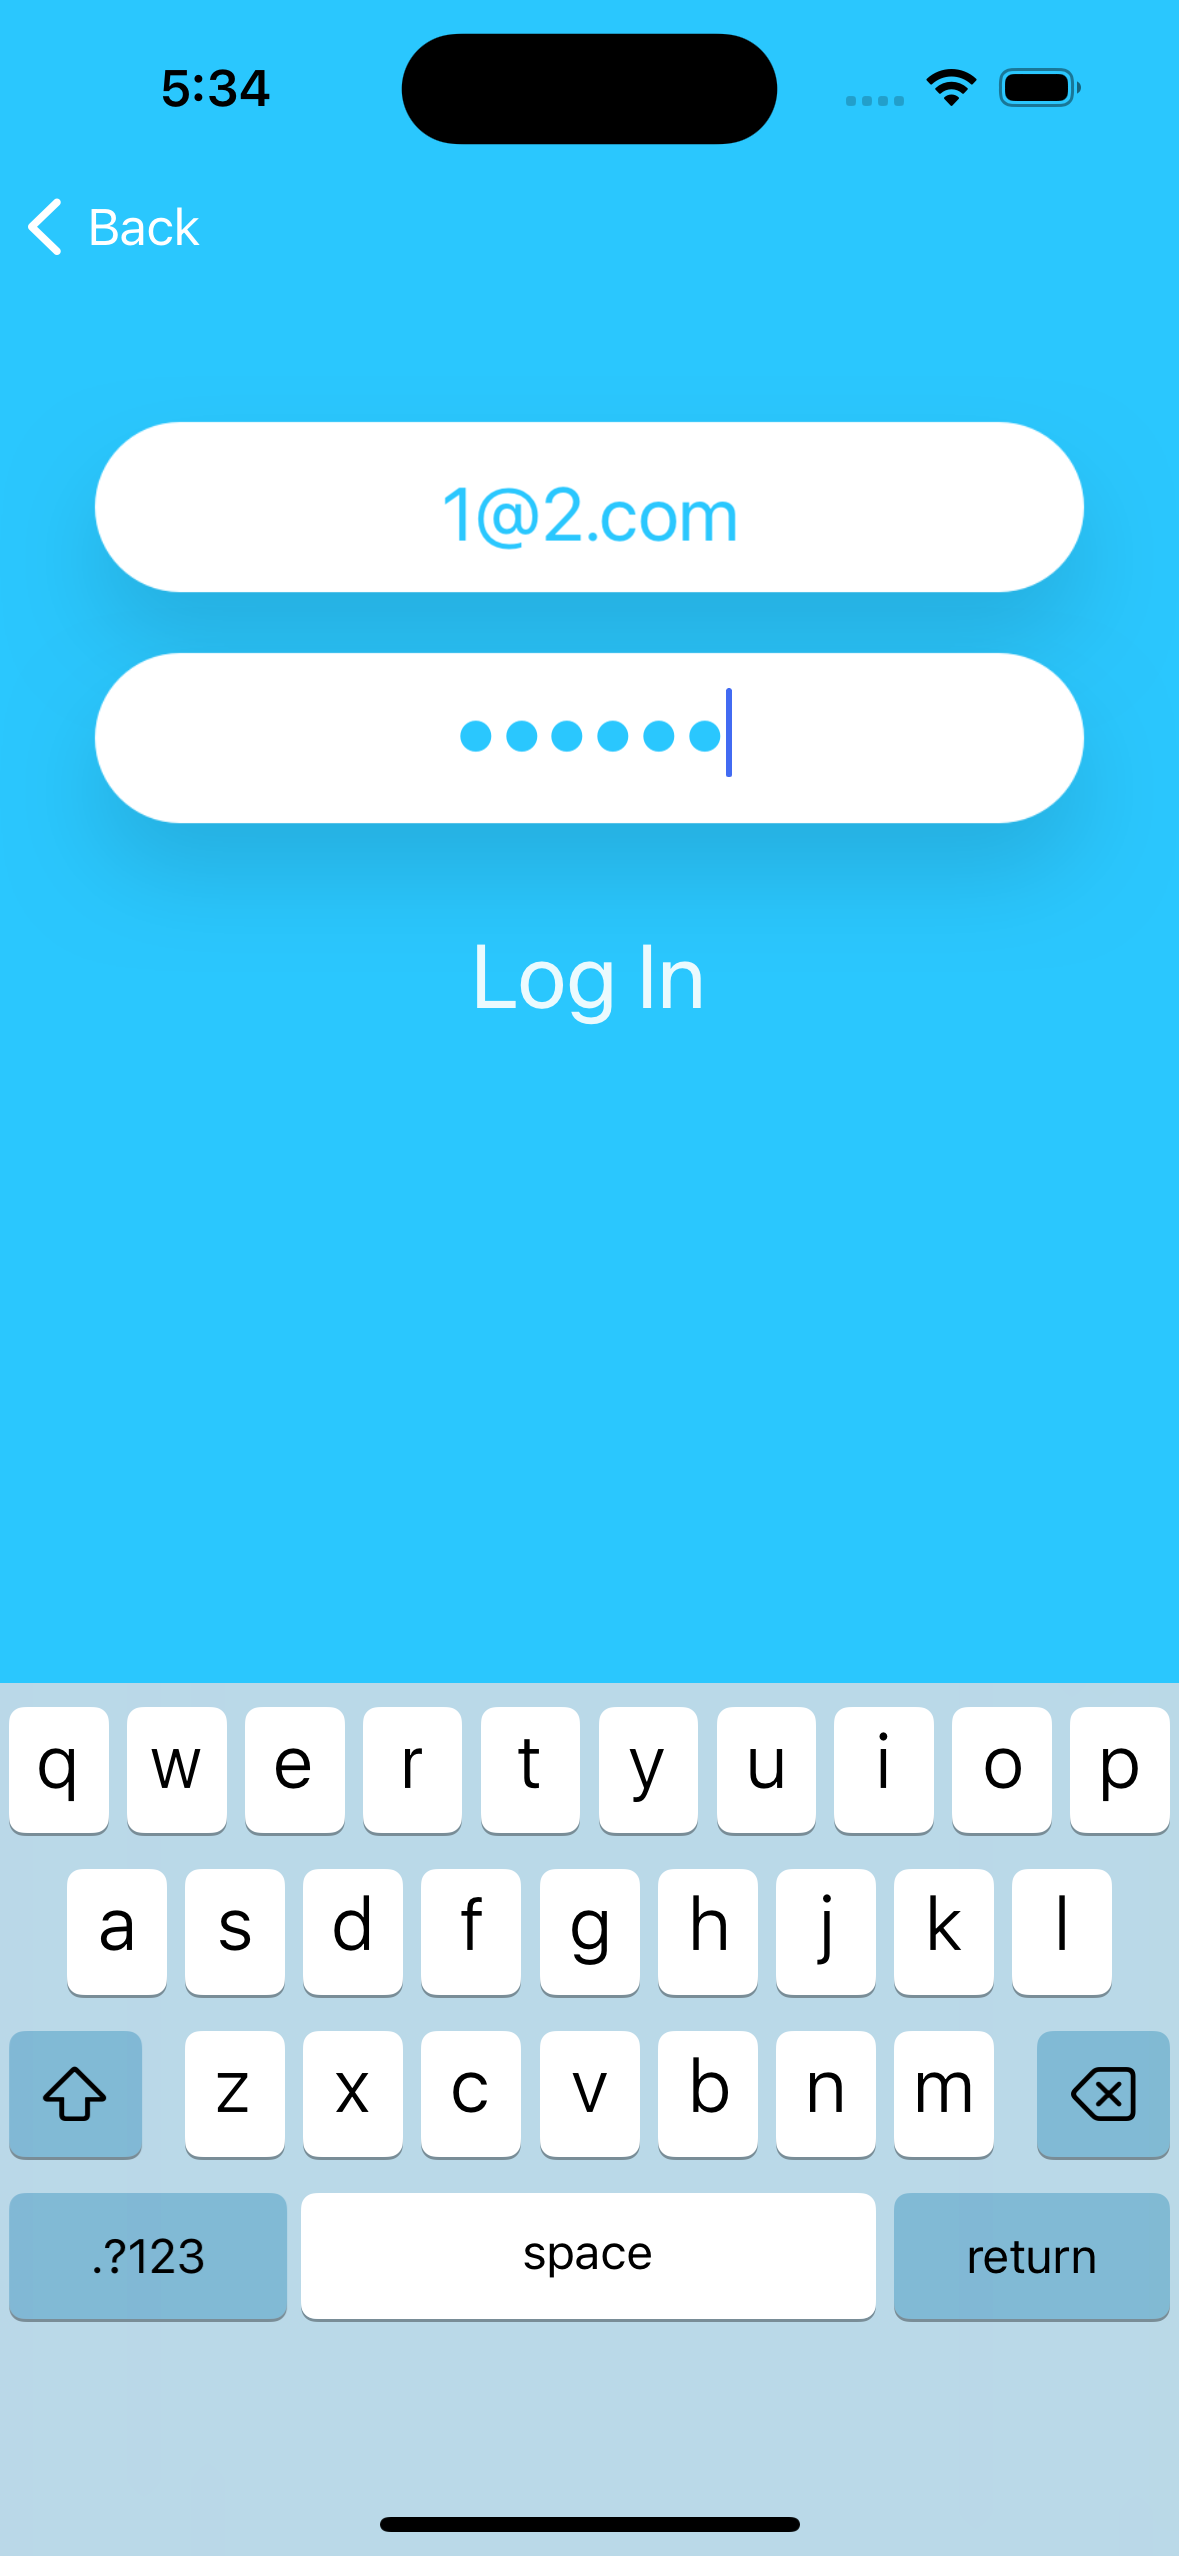 5:34
Back
1@2.com
••••••
Log In
q w e r t y u i o p
a s d f g h j k l
z x c v b n m
.?123 space return